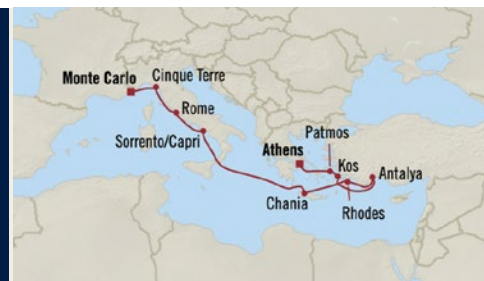 Monte Carlo
Cinque Terre
Rome
Sorrento/Capri
Patmos
Athens
Kos
Antalya
Chania
Rhodes